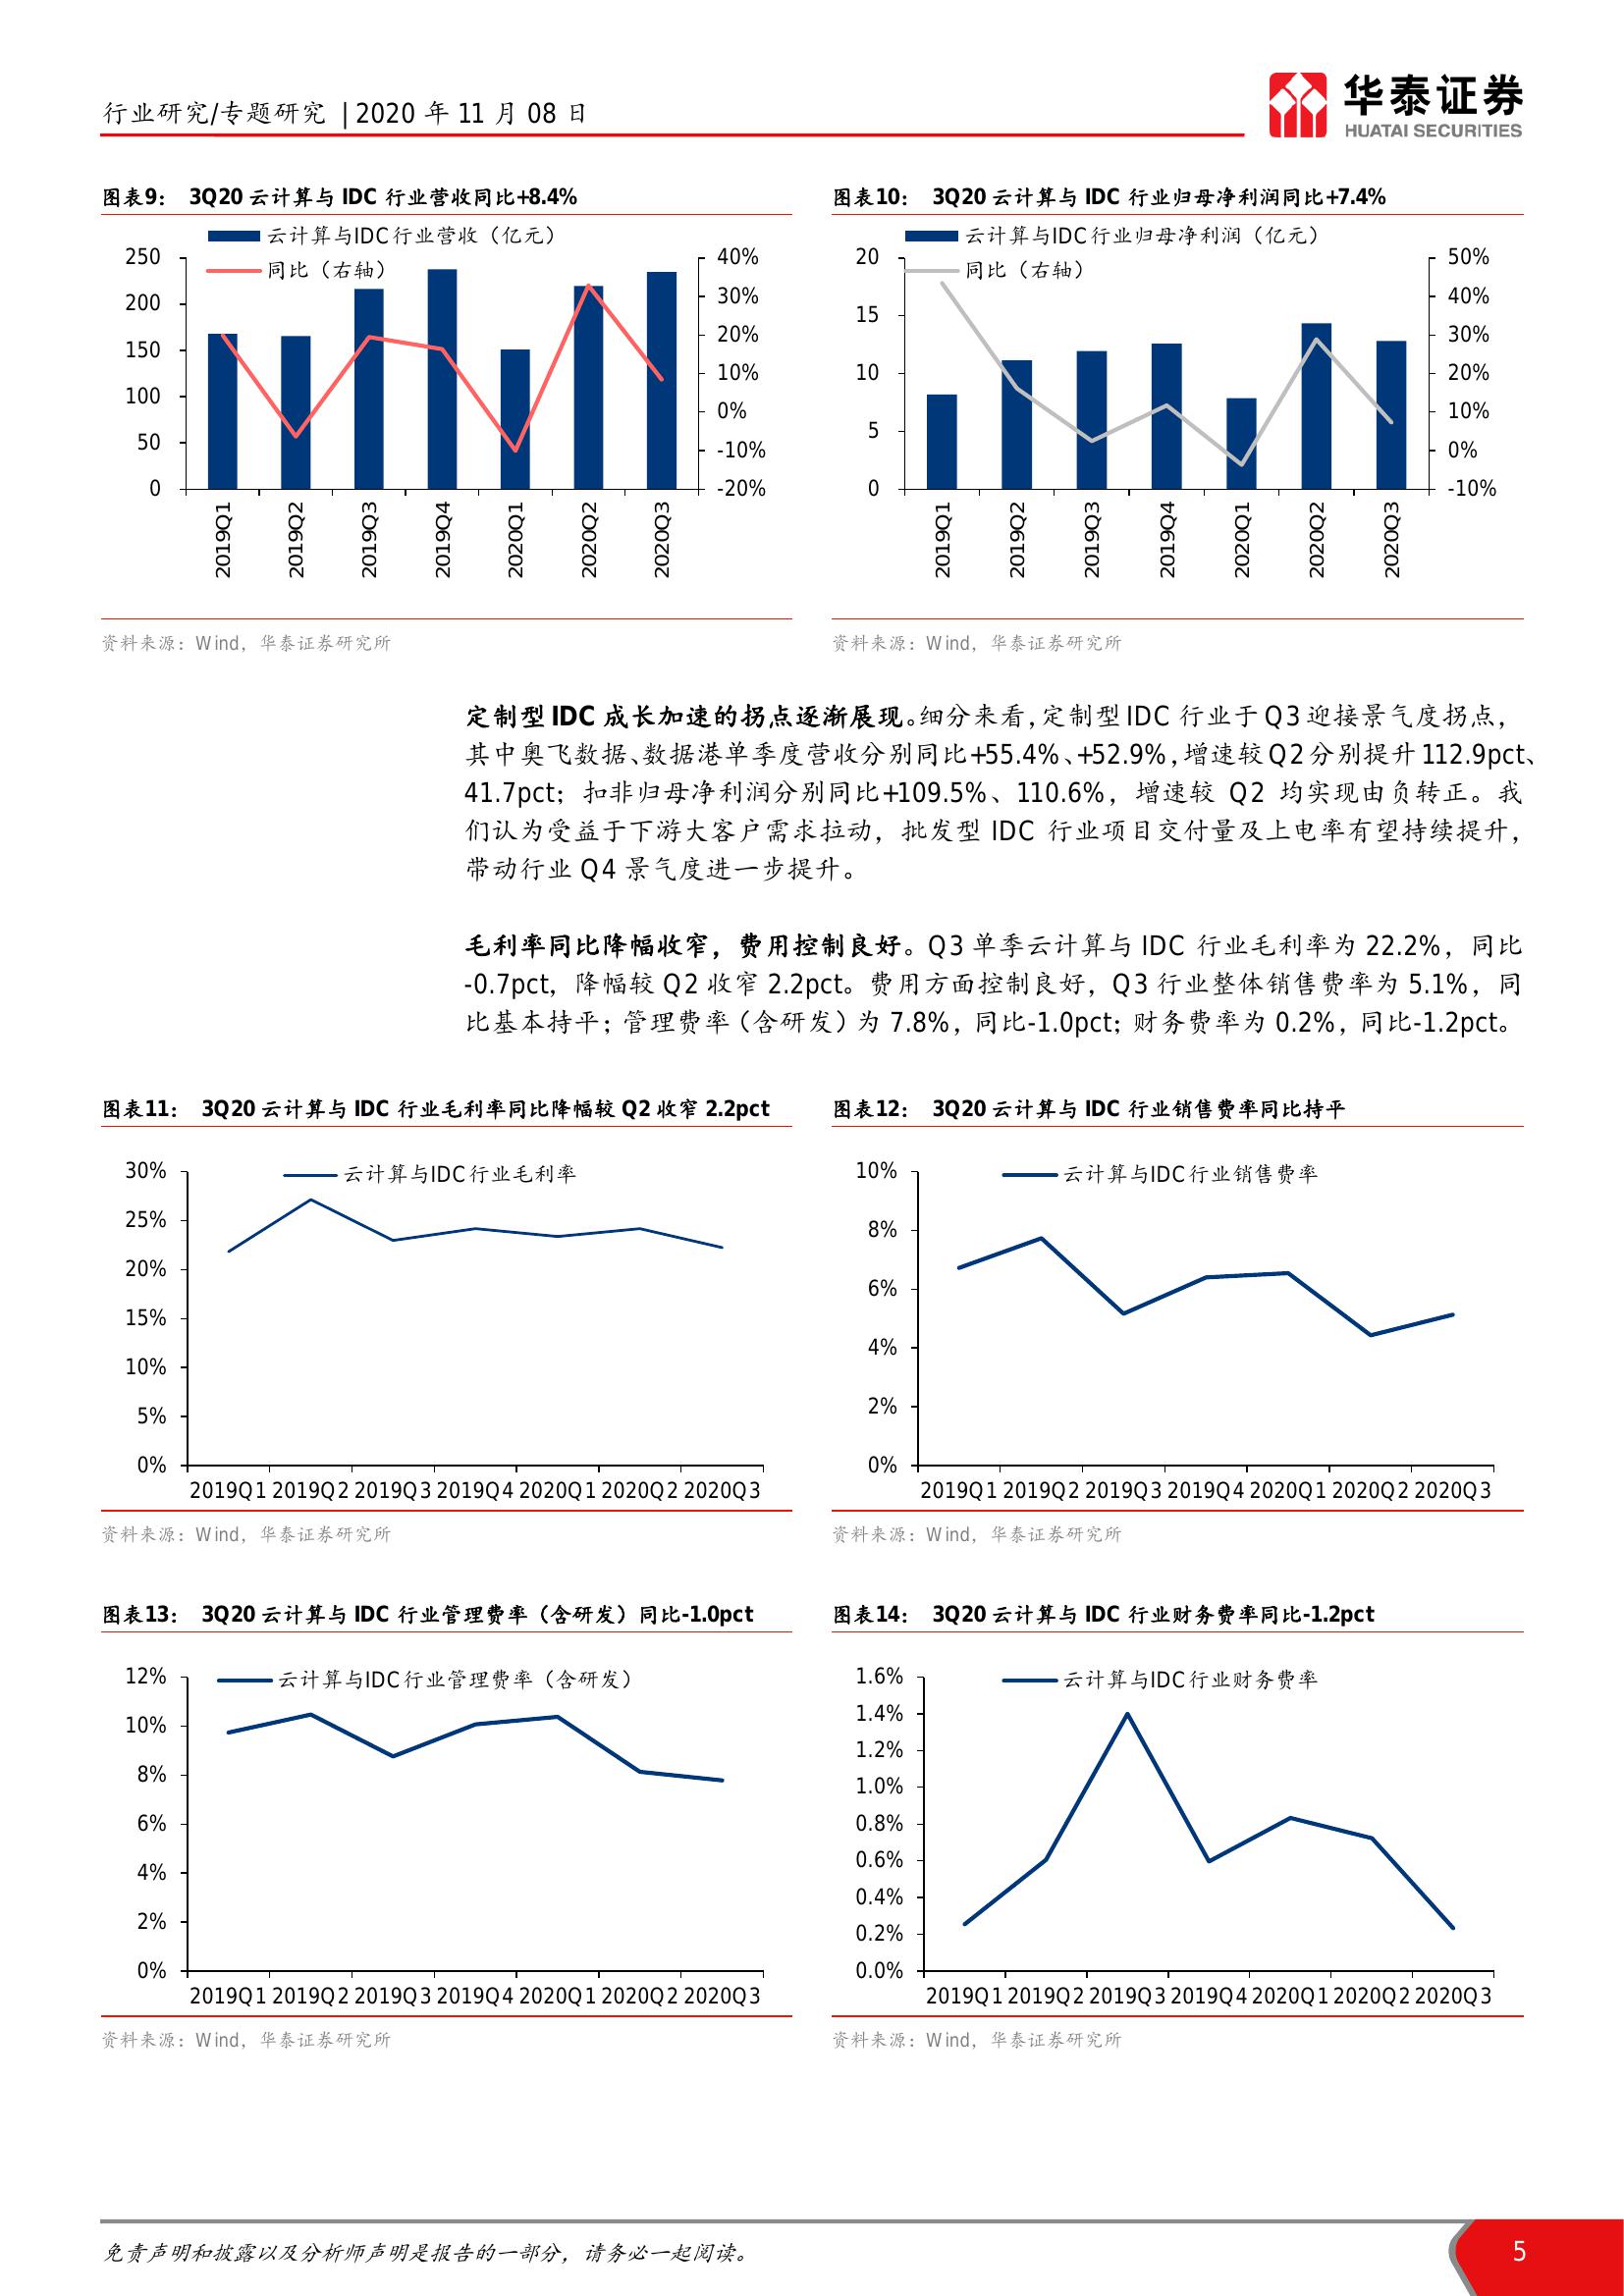 行业研究/专题研究 | 2020 年 11 月 08 日
华泰证券
HUATAI SECURITIES
图表9： 3Q20 云计算与 IDC 行业营收同比+8.4%
云计算与IDC行业营收（亿元）
同比（右轴）
250
200
150
100
50
0
40%
30%
20%
10%
0%
-10%
-20%
2019Q1
2019Q2
2019Q3
2019Q4
2020Q1
2020Q2
2020Q3
资料来源：Wind，华泰证券研究所
图表10： 3Q20 云计算与 IDC 行业归母净利润同比+7.4%
云计算与IDC行业归母净利润（亿元）
同比（右轴）
20
15
10
5
0
50%
40%
30%
20%
10%
0%
-10%
2019Q1
2019Q2
2019Q3
2019Q4
2020Q1
2020Q2
2020Q3
资料来源：Wind，华泰证券研究所
定制型 IDC 成长加速的拐点逐渐展现。细分来看，定制型 IDC 行业于 Q3 迎接景气度拐点，
其中奥飞数据、数据港单季度营收分别同比+55.4%、+52.9%，增速较 Q2 分别提升 112.9pct、
41.7pct；扣非归母净利润分别同比+109.5%、110.6%，增速较 Q2 均实现由负转正。我
们认为受益于下游大客户需求拉动，批发型 IDC 行业项目交付量及上电率有望持续提升，
带动行业 Q4 景气度进一步提升。
毛利率同比降幅收窄，费用控制良好。Q3 单季云计算与 IDC 行业毛利率为 22.2%，同比
-0.7pct，降幅较 Q2 收窄 2.2pct。费用方面控制良好，Q3 行业整体销售费率为 5.1%，同
比基本持平；管理费率（含研发）为 7.8%，同比-1.0pct；财务费率为 0.2%，同比-1.2pct。
图表11： 3Q20 云计算与 IDC 行业毛利率同比降幅较 Q2 收窄 2.2pct
云计算与IDC行业毛利率
30%
25%
20%
15%
10%
5%
0%
2019Q1 2019Q2 2019Q3 2019Q4 2020Q1 2020Q2 2020Q3
资料来源：Wind，华泰证券研究所
图表12： 3Q20 云计算与 IDC 行业销售费率同比持平
云计算与IDC行业销售费率
10%
8%
6%
4%
2%
0%
2019Q1 2019Q2 2019Q3 2019Q4 2020Q1 2020Q2 2020Q3
资料来源：Wind，华泰证券研究所
图表13： 3Q20 云计算与 IDC 行业管理费率（含研发）同比-1.0pct
云计算与IDC行业管理费率（含研发）
12%
10%
8%
6%
4%
2%
0%
2019Q1 2019Q2 2019Q3 2019Q4 2020Q1 2020Q2 2020Q3
资料来源：Wind，华泰证券研究所
图表14： 3Q20 云计算与 IDC 行业财务费率同比-1.2pct
云计算与IDC行业财务费率
1.6%
1.4%
1.2%
1.0%
0.8%
0.6%
0.4%
0.2%
0.0%
2019Q1 2019Q2 2019Q3 2019Q4 2020Q1 2020Q2 2020Q3
资料来源：Wind，华泰证券研究所
免责声明和披露以及分析师声明是报告的一部分，请务必一起阅读。
5